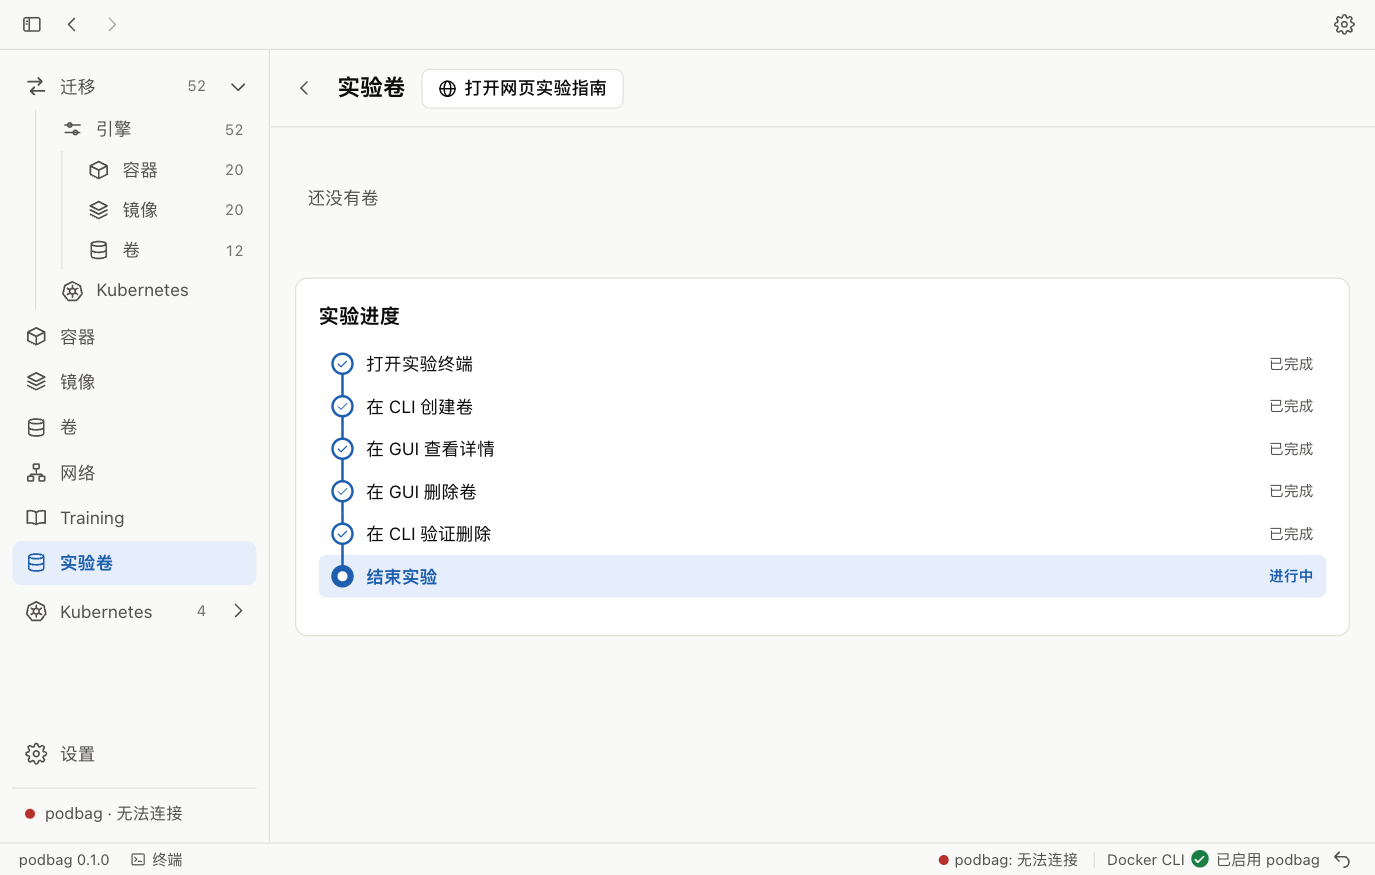 迁移 52
引擎 52
容器 20
镜像 20
卷 12
Kubernetes
容器
镜像
卷
网络
Training
实验卷
Kubernetes 4
设置
podbag · 无法连接
实验卷
打开网页实验指南
还没有卷
实验进度
打开实验终端 已完成
在 CLI 创建卷 已完成
在 GUI 查看详情 已完成
在 GUI 删除卷 已完成
在 CLI 验证删除 已完成
结束实验 进行中
podbag 0.1.0 终端 podbag: 无法连接 Docker CLI 已启用 podbag